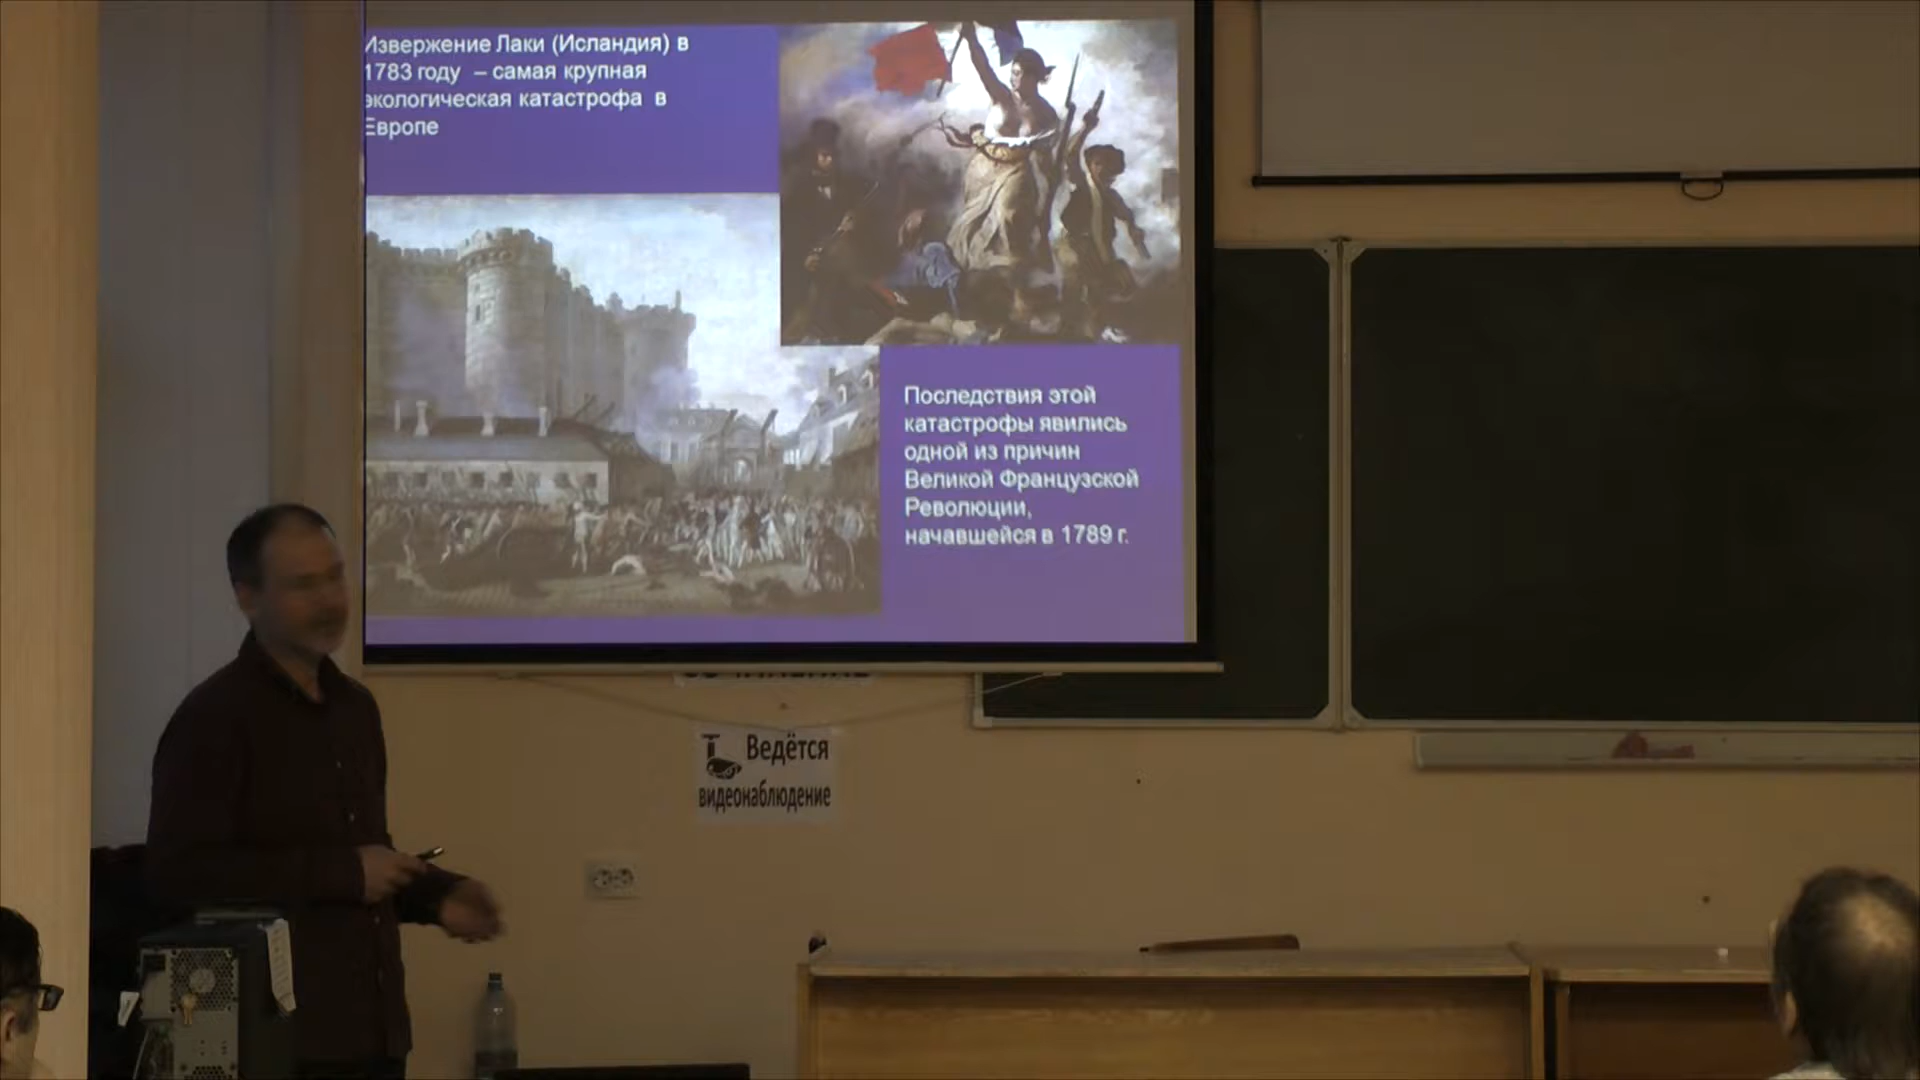 Извержение Лаки (Исландия) в
1783 году – самая крупная
экологическая катастрофа в
Европе
Последствия этой
катастрофы явились
одной из причин
Великой Французской
Революции,
начавшейся в 1789 г.
Ведётся
видеонаблюдение